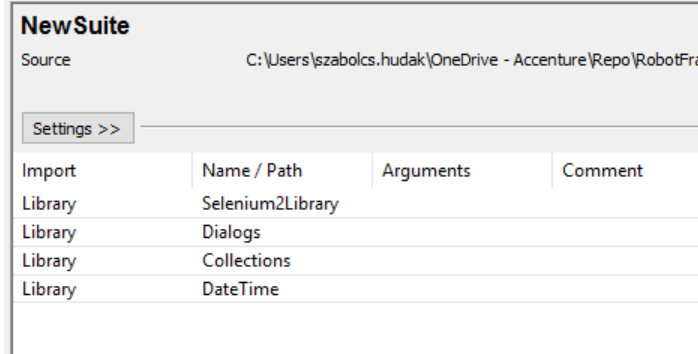 NewSuite
Source C:\Users\szabolcs.hudak\OneDrive - Accenture\Repo\RobotFra
Settings >>
Import Name / Path Arguments Comment
Library Selenium2Library
Library Dialogs
Library Collections
Library DateTime